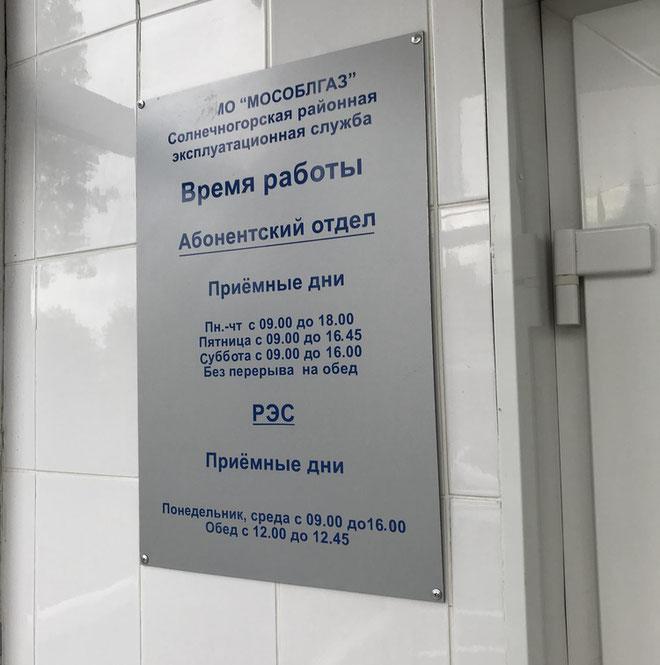 МО "МОСОБЛГАЗ"
Солнечногорская районная
эксплуатационная служба
Время работы
Абонентский отдел
Приёмные дни
Пн.-чт с 09.00 до 18.00
Пятница с 09.00 до 16.45
Суббота с 09.00 до 16.00
Без перерыва на обед
РЭС
Приёмные дни
Понедельник, среда с 09.00 до16.00
Обед с 12.00 до 12.45